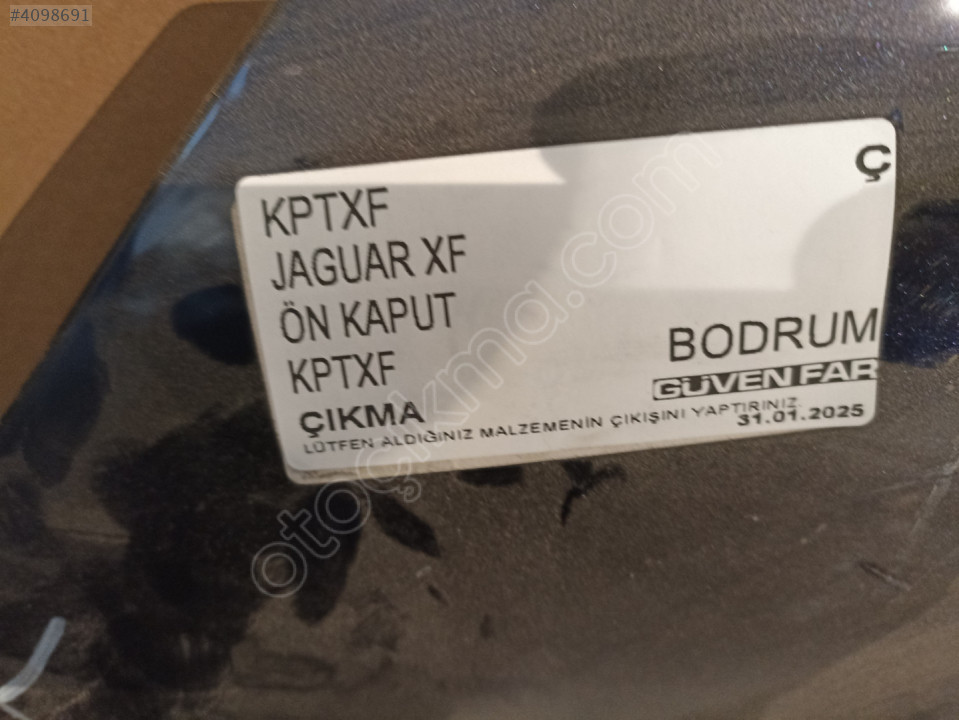 #4098691
Ç
KPTXF
JAGUAR XF
ÖN KAPUT
KPTXF
BODRUM
GÜVEN FAR
ÇIKMA
LÜTFEN ALDIĞINIZ MALZEMENİN ÇIKIŞINI YAPTIRINIZ.
31.01.2025
otoçıkma.com